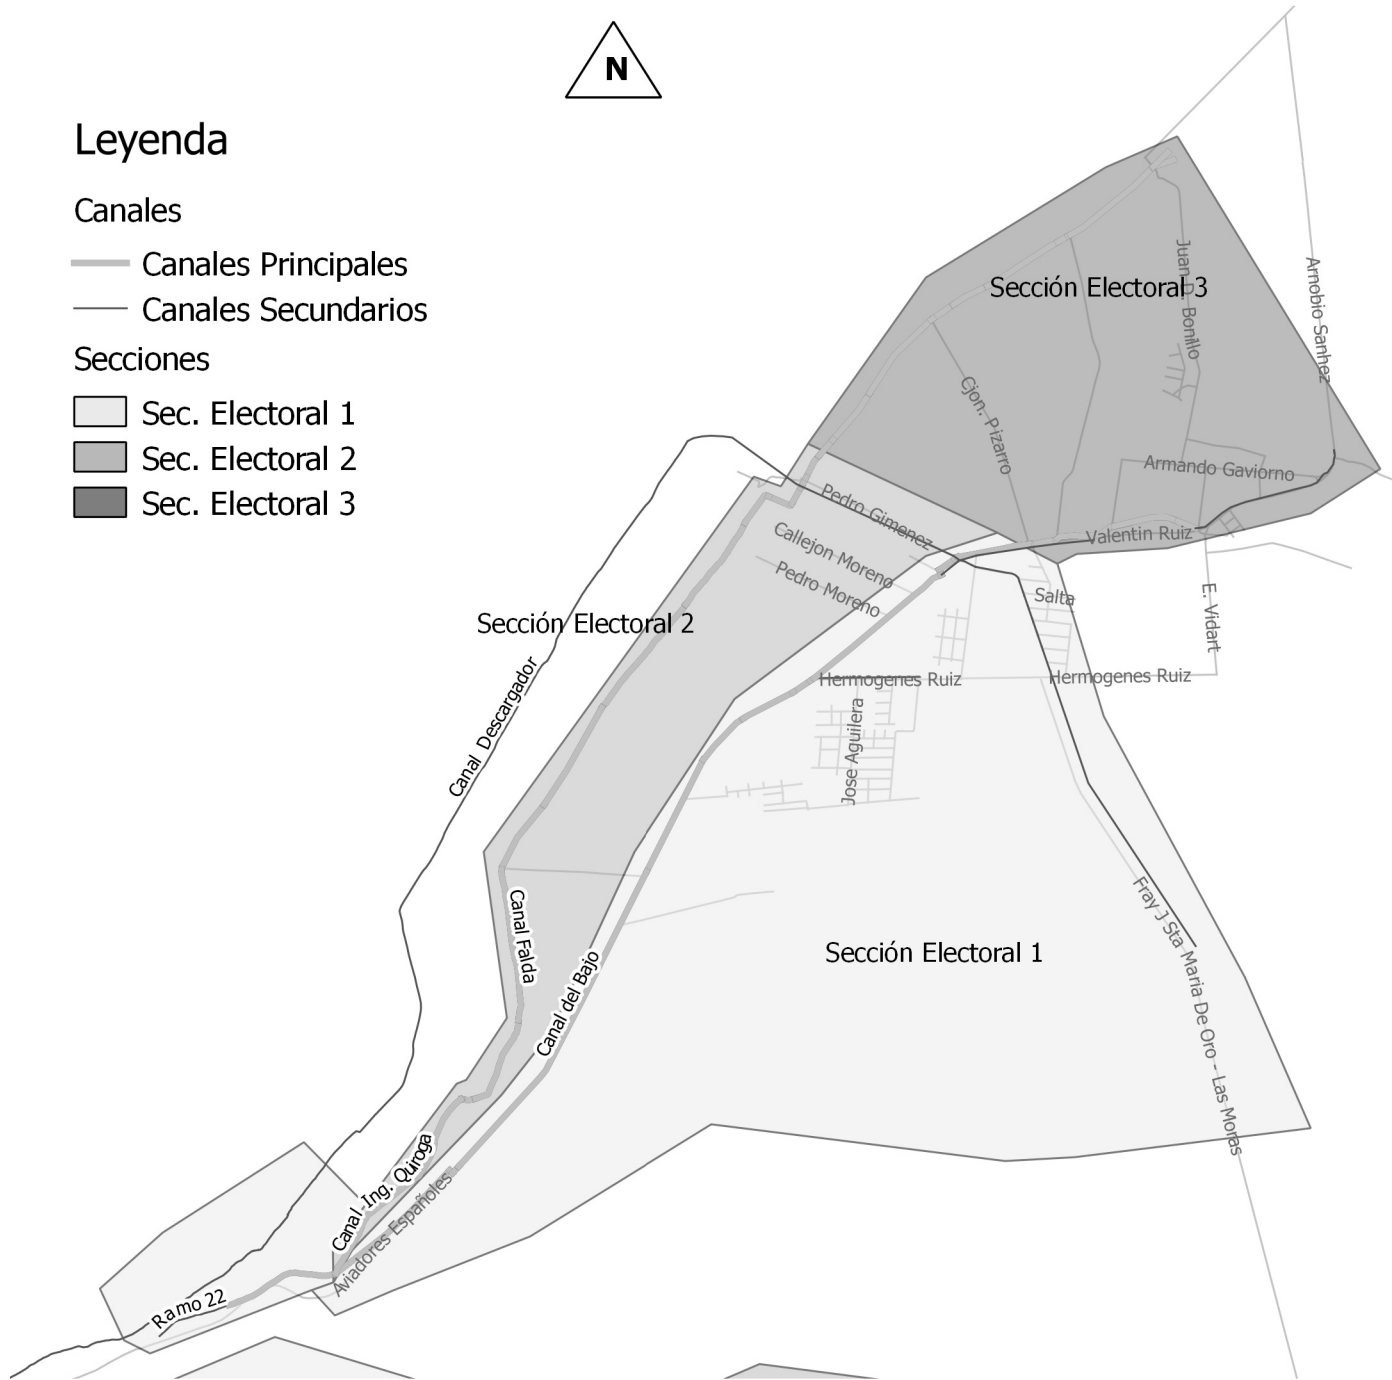 N
Leyenda
Canales
Canales Principales
Canales Secundarios
Secciones
Sec. Electoral 1
Sec. Electoral 2
Sec. Electoral 3
Sección Electoral 3
Juan D. Bonillo
Arnobio Sanhez
Cjon. Pizarro
Armando Gaviorno
Pedro Gimenez
Valentin Ruiz
Callejon Moreno
Pedro Moreno
Salta
E. Vidart
Sección Electoral 2
Hermogenes Ruiz
Hermogenes Ruiz
Canal Descargador
Jose Aguilera
Canal Falda
Sección Electoral 1
Fray J Sta Maria De Oro - Las Moras
Canal del Bajo
Canal Ing. Quiroga
Aviadores Españoles
Ramo 22